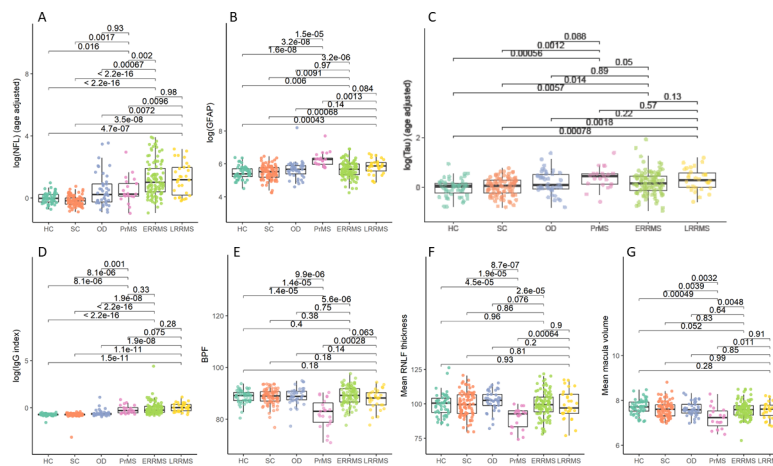 A
0.93
0.0017
0.016
0.002
0.00067
< 2.2e-16
< 2.2e-16
0.98
0.0096
0.0072
3.5e-08
4.7e-07
log(NFL) (age adjusted)
8
4
0
HC SC OD PrMS ERRMS LRRMS
B
1.5e-05
3.2e-08
1.6e-08
3.2e-06
0.97
0.0091
0.006
0.084
0.0013
0.14
0.00068
0.00043
log(GFAP)
8
6
4
HC SC OD PrMS ERRMS LRRMS
C
0.088
0.0012
0.00056
0.05
0.89
0.014
0.0057
0.13
0.57
0.22
0.0018
0.00078
log(Tau) (age adjusted)
2
0
HC SC OD PrMS ERRMS LRRMS
D
0.001
8.1e-06
8.1e-06
0.33
1.9e-08
< 2.2e-16
< 2.2e-16
0.28
0.075
1.9e-08
1.1e-11
1.5e-11
log(IgG index)
5
0
HC SC OD PrMS ERRMS LRRMS
E
9.9e-06
1.4e-05
1.4e-05
5.6e-06
0.75
0.38
0.4
0.063
0.00028
0.14
0.18
0.18
BPF
90
80
HC SC OD PrMS ERRMS LRRMS
F
8.7e-07
1.9e-05
4.5e-05
2.6e-05
0.076
0.86
0.96
0.9
0.00064
0.2
0.81
0.93
Mean RNLF thickness
125
100
75
HC SC OD PrMS ERRMS LRRMS
G
0.0032
0.0039
0.00049
0.0048
0.64
0.83
0.052
0.91
0.011
0.85
0.99
0.28
Mean macula volume
10
8
6
HC SC OD PrMS ERRMS LRRMS